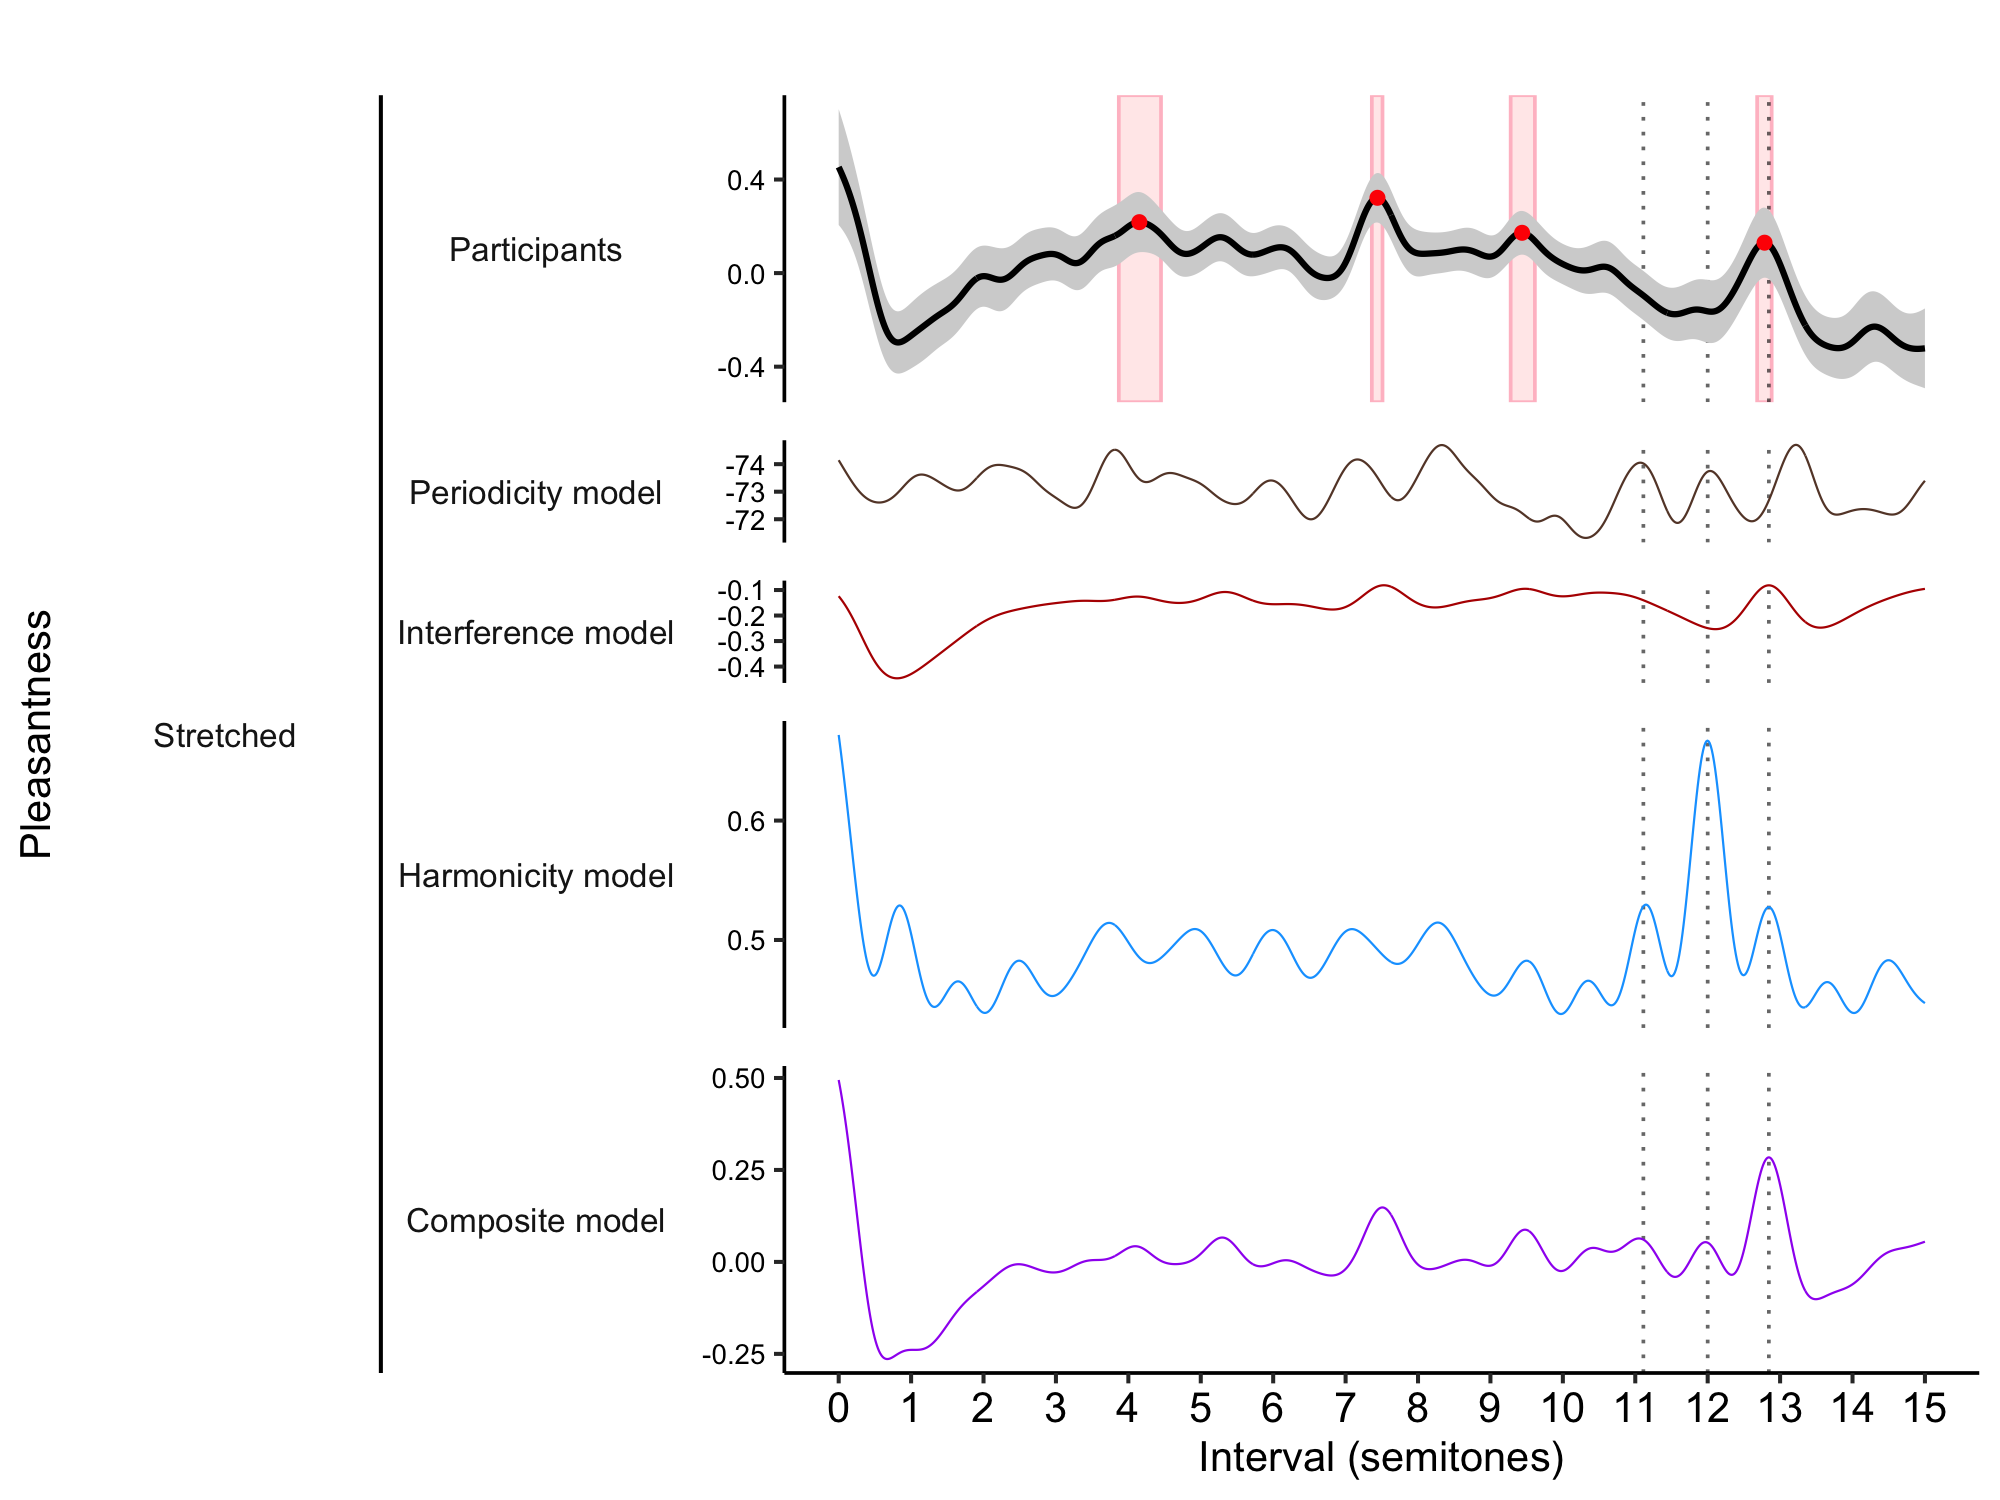 Pleasantness
Stretched
Participants
0.4
0.0
-0.4
Periodicity model
-74
-73
-72
Interference model
-0.1
-0.2
-0.3
-0.4
Harmonicity model
0.6
0.5
Composite model
0.50
0.25
0.00
-0.25
0 1 2 3 4 5 6 7 8 9 10 11 12 13 14 15
Interval (semitones)